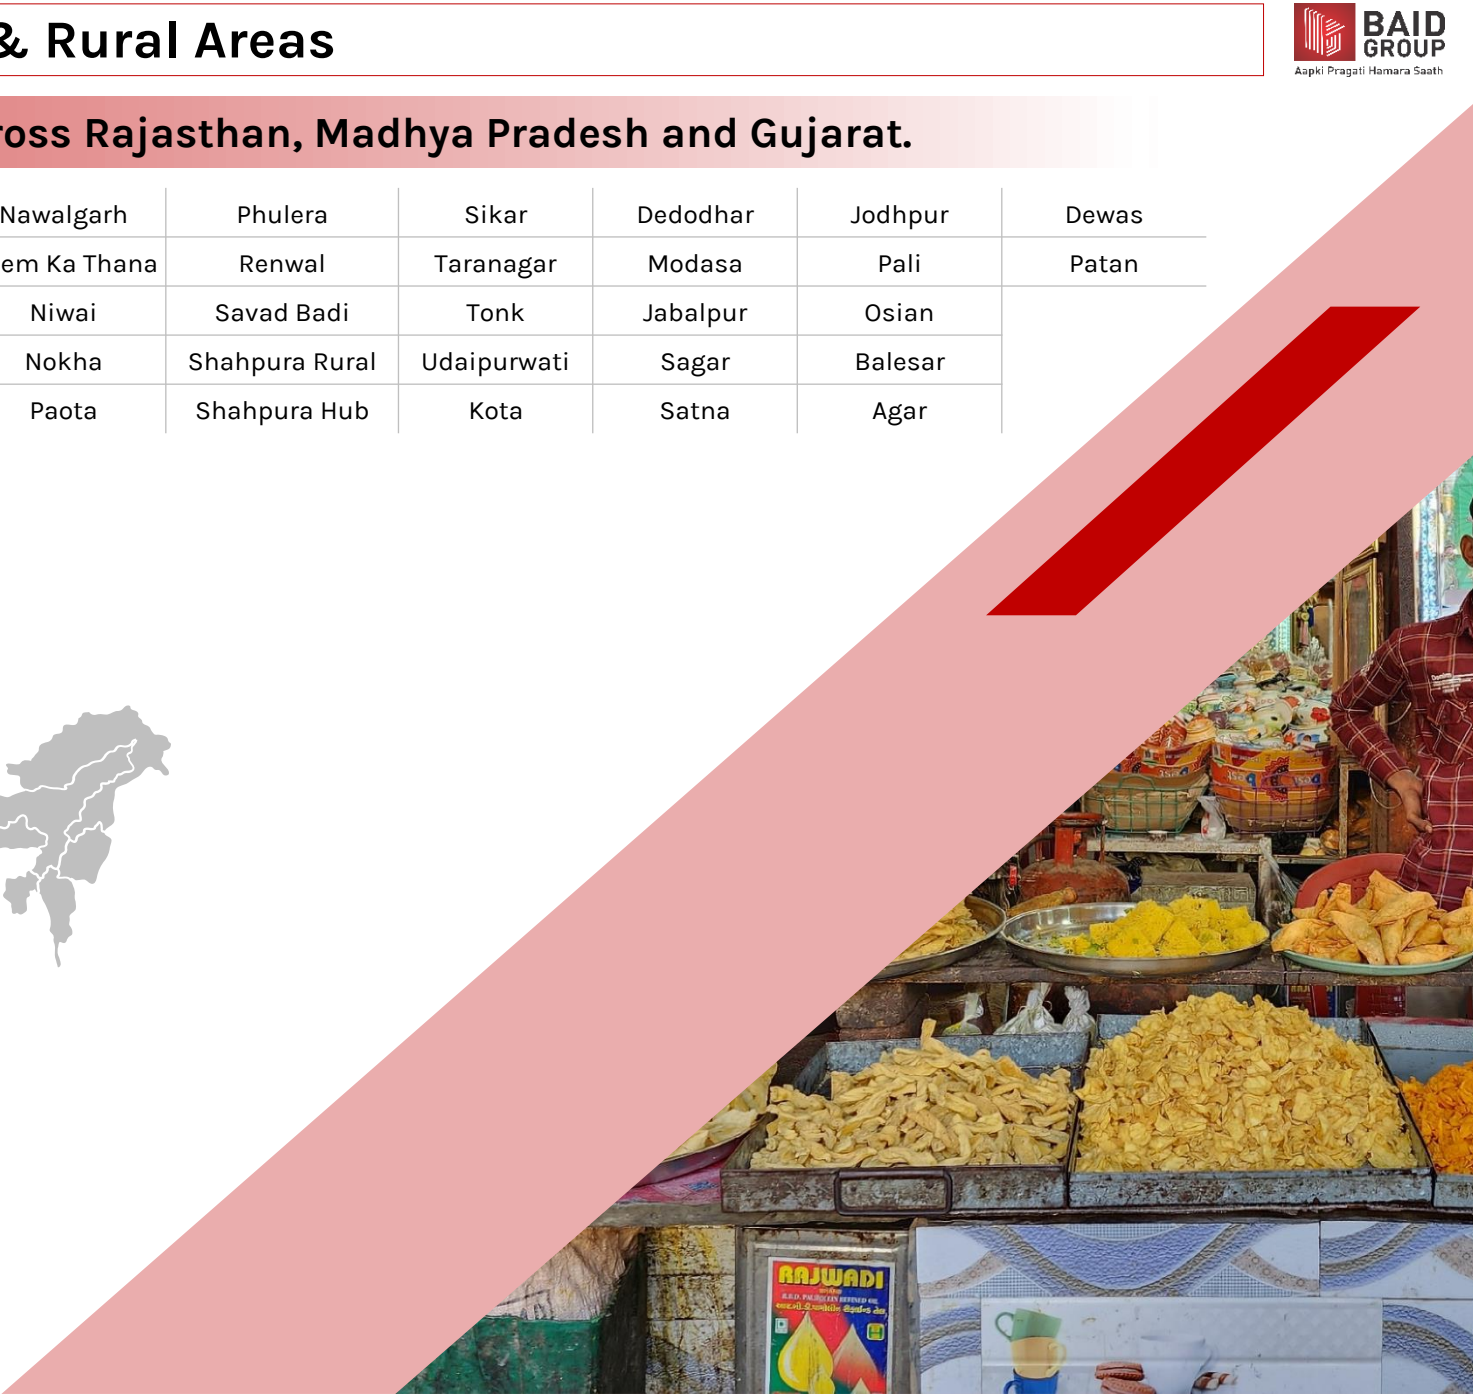 & Rural Areas
BAID
GROUP
Aapki Pragati Hamara Saath
ross Rajasthan, Madhya Pradesh and Gujarat.
Nawalgarh Phulera Sikar Dedodhar Jodhpur Dewas
em Ka Thana Renwal Taranagar Modasa Pali Patan
Niwai Savad Badi Tonk Jabalpur Osian
Nokha Shahpura Rural Udaipurwati Sagar Balesar
Paota Shahpura Hub Kota Satna Agar
RAJWADI